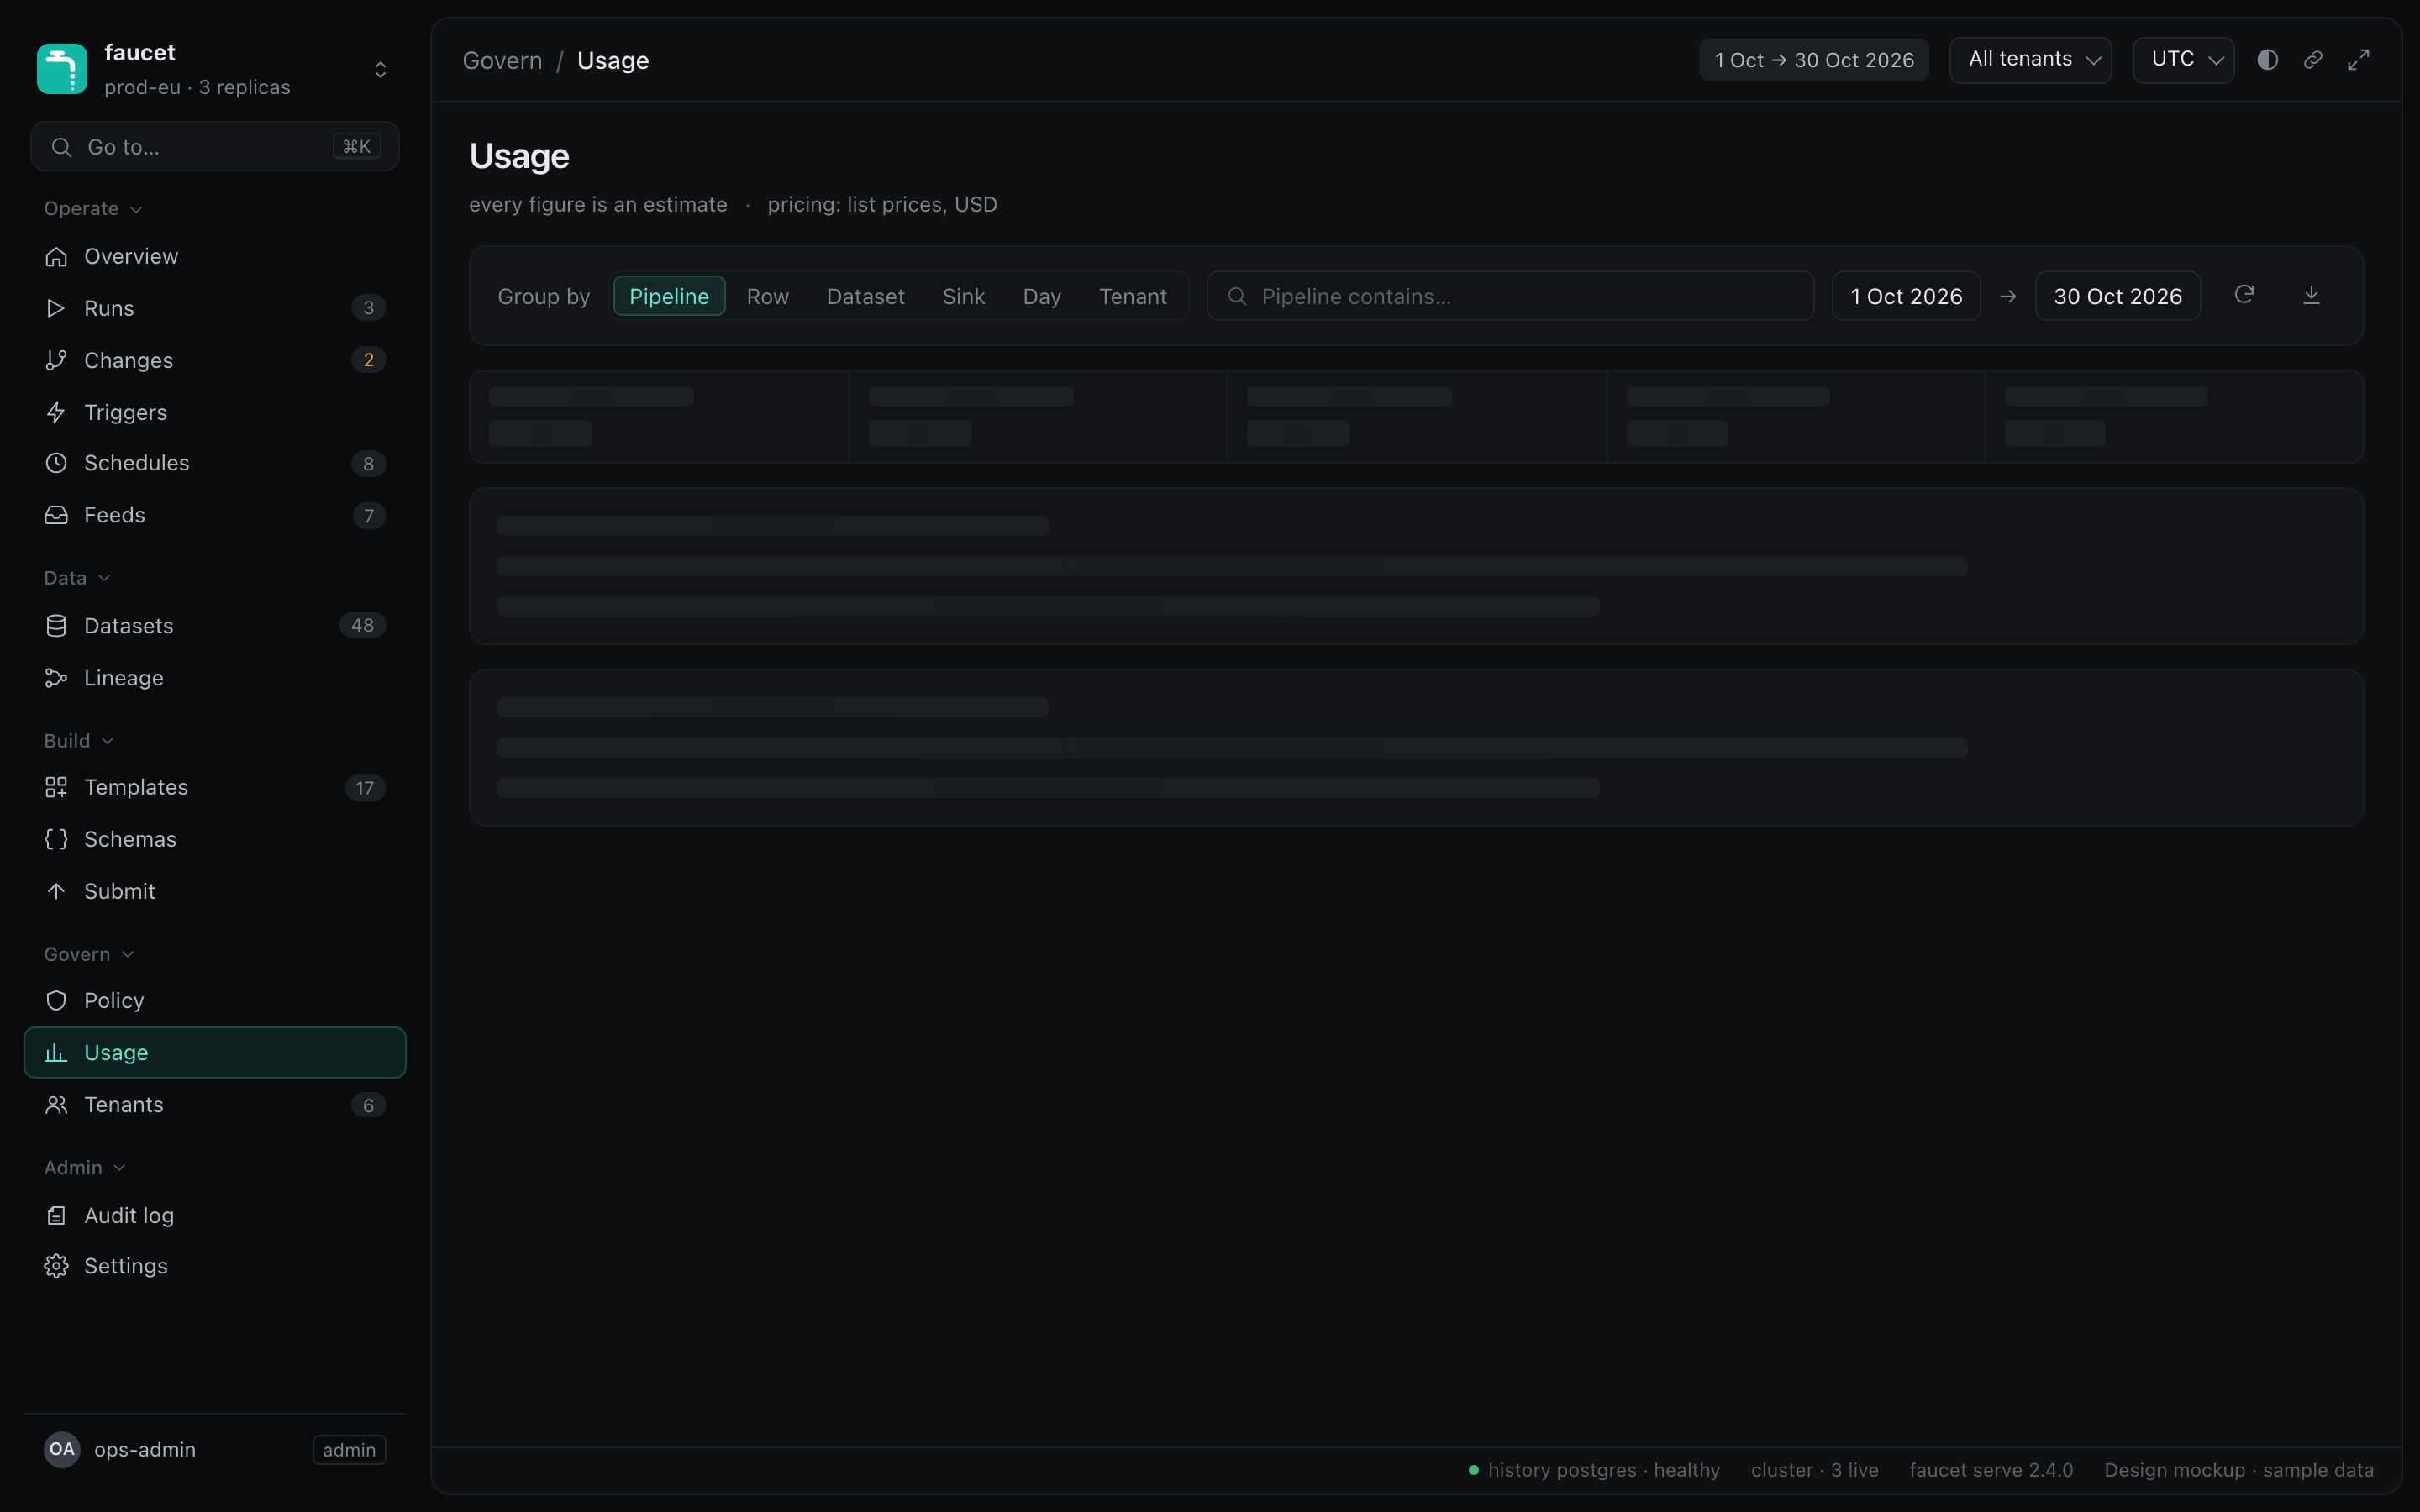 faucet
prod-eu · 3 replicas
Go to...
⌘K
Operate
Overview
Runs 3
Changes 2
Triggers
Schedules 8
Feeds 7
Data
Datasets 48
Lineage
Build
Templates 17
Schemas
Submit
Govern
Policy
Usage
Tenants 6
Admin
Audit log
Settings
OA ops-admin admin
Govern / Usage
1 Oct → 30 Oct 2026
All tenants
UTC
Usage
every figure is an estimate · pricing: list prices, USD
Group by Pipeline Row Dataset Sink Day Tenant
Pipeline contains...
1 Oct 2026 → 30 Oct 2026
history postgres · healthy cluster · 3 live faucet serve 2.4.0 Design mockup · sample data